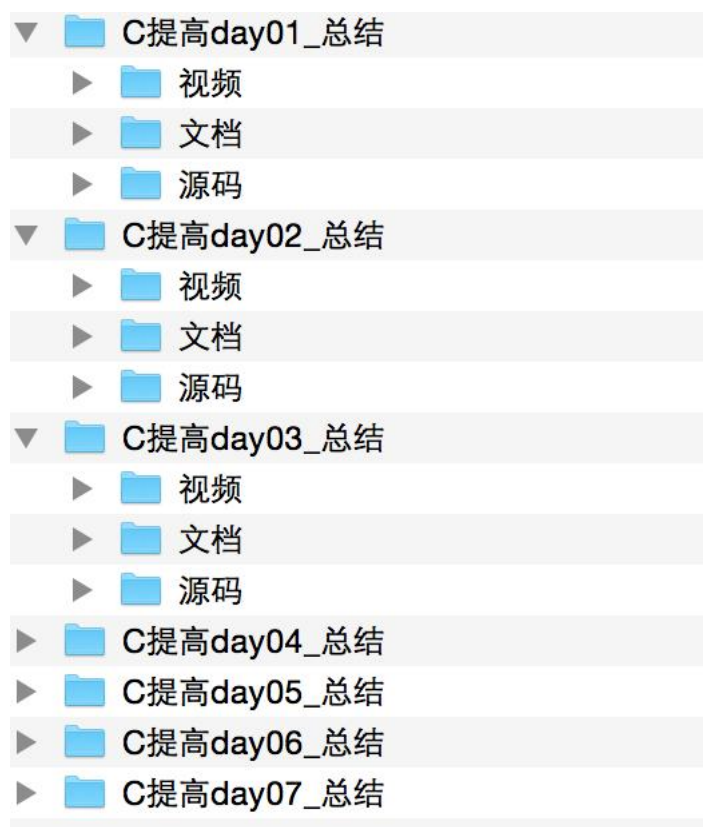 C提高day01_总结
视频
文档
源码
C提高day02_总结
视频
文档
源码
C提高day03_总结
视频
文档
源码
C提高day04_总结
C提高day05_总结
C提高day06_总结
C提高day07_总结